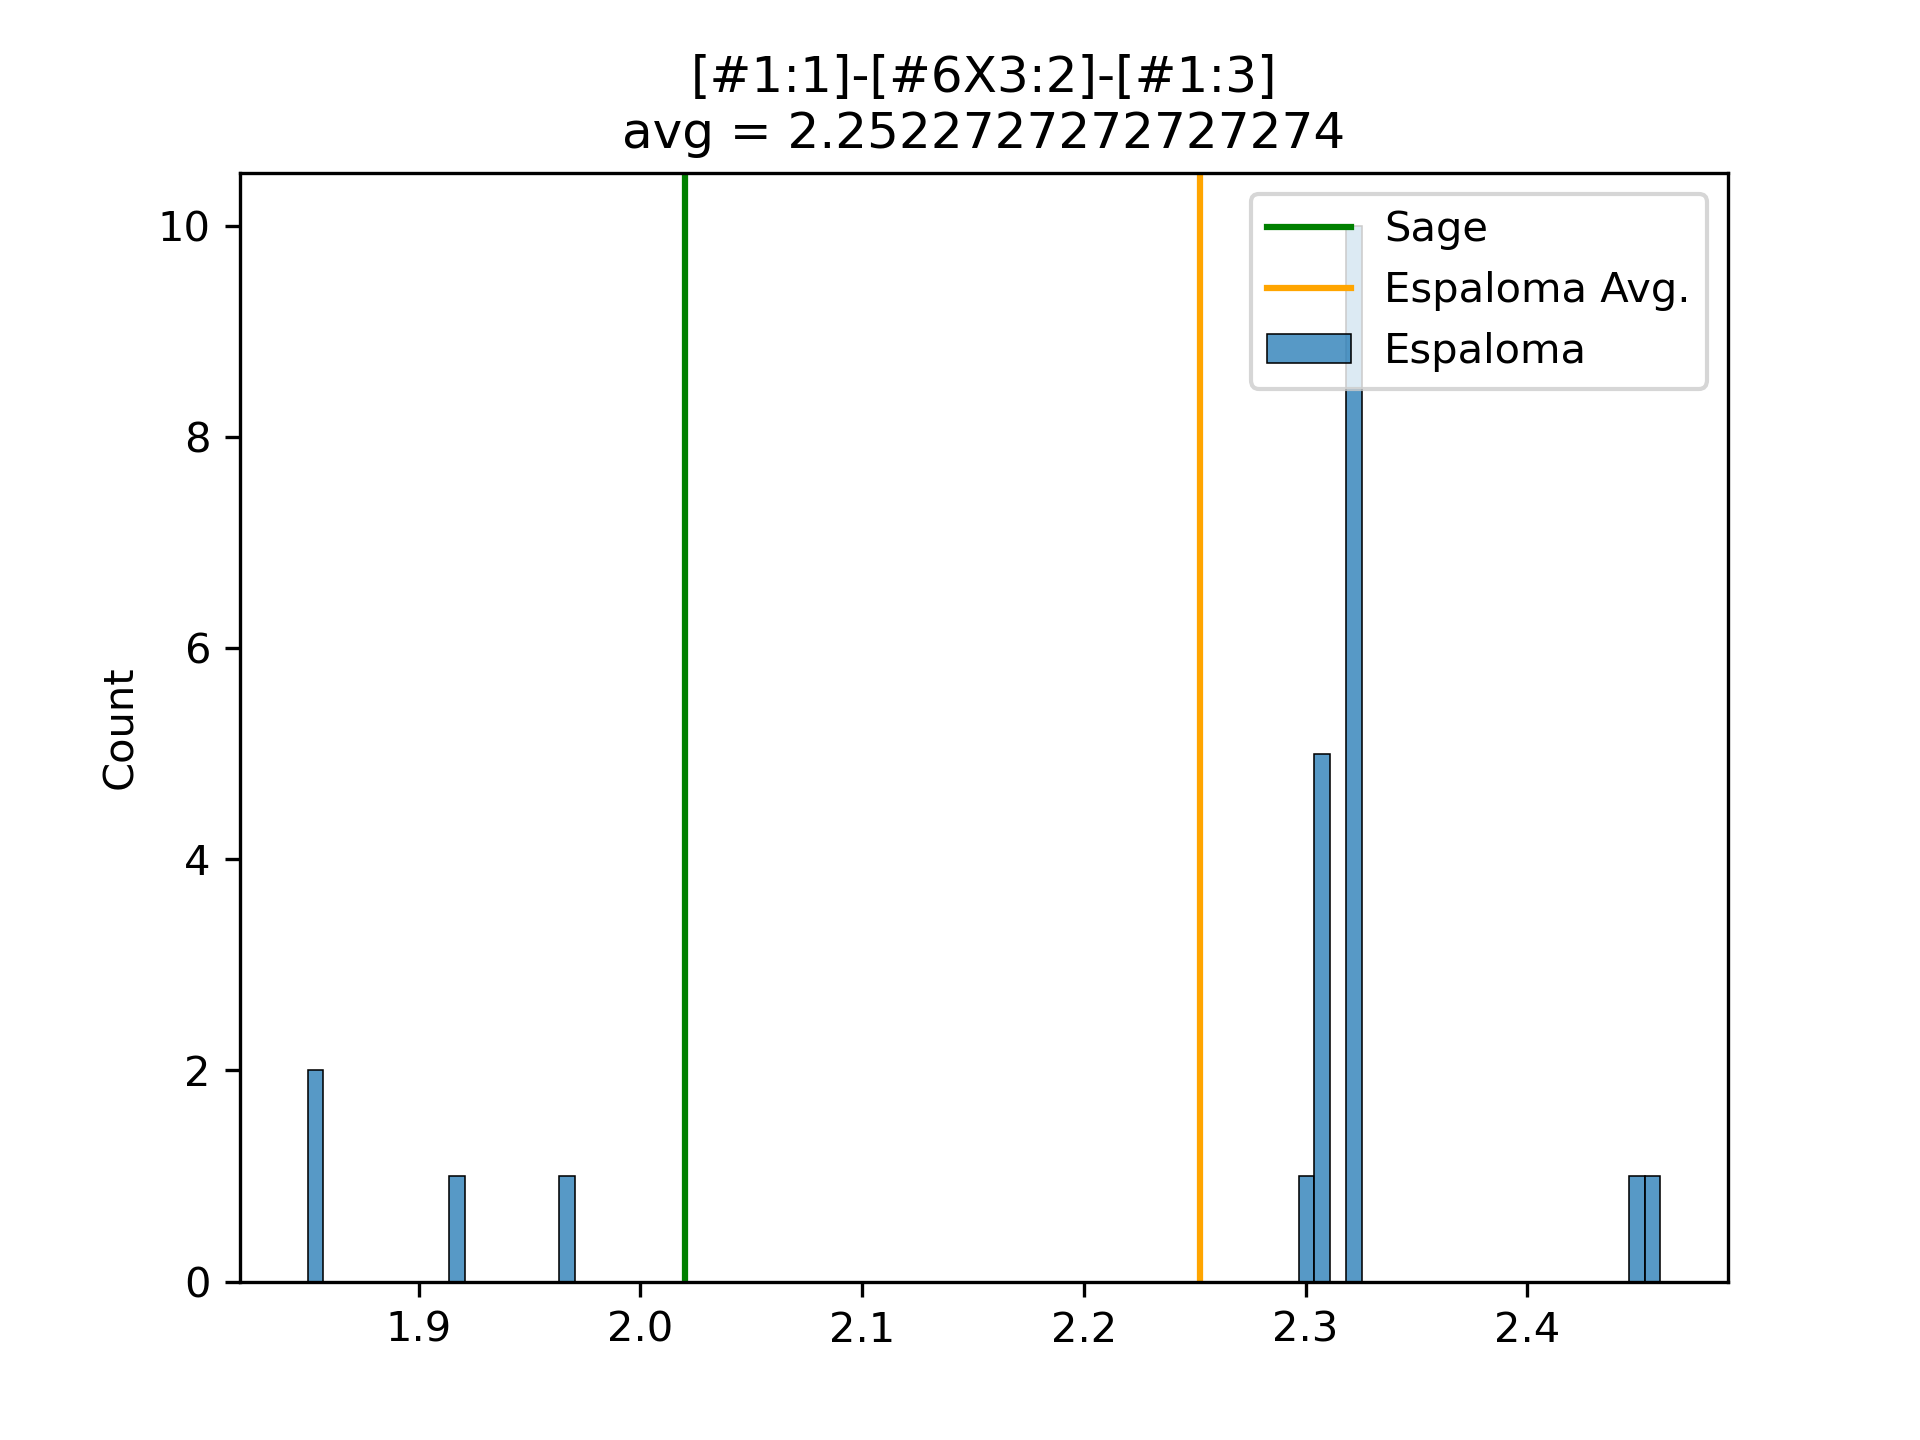 [#1:1]-[#6X3:2]-[#1:3]
avg = 2.2522727272727274
Sage
Espaloma Avg.
Espaloma
Count
10
8
6
4
2
0
1.9 2.0 2.1 2.2 2.3 2.4